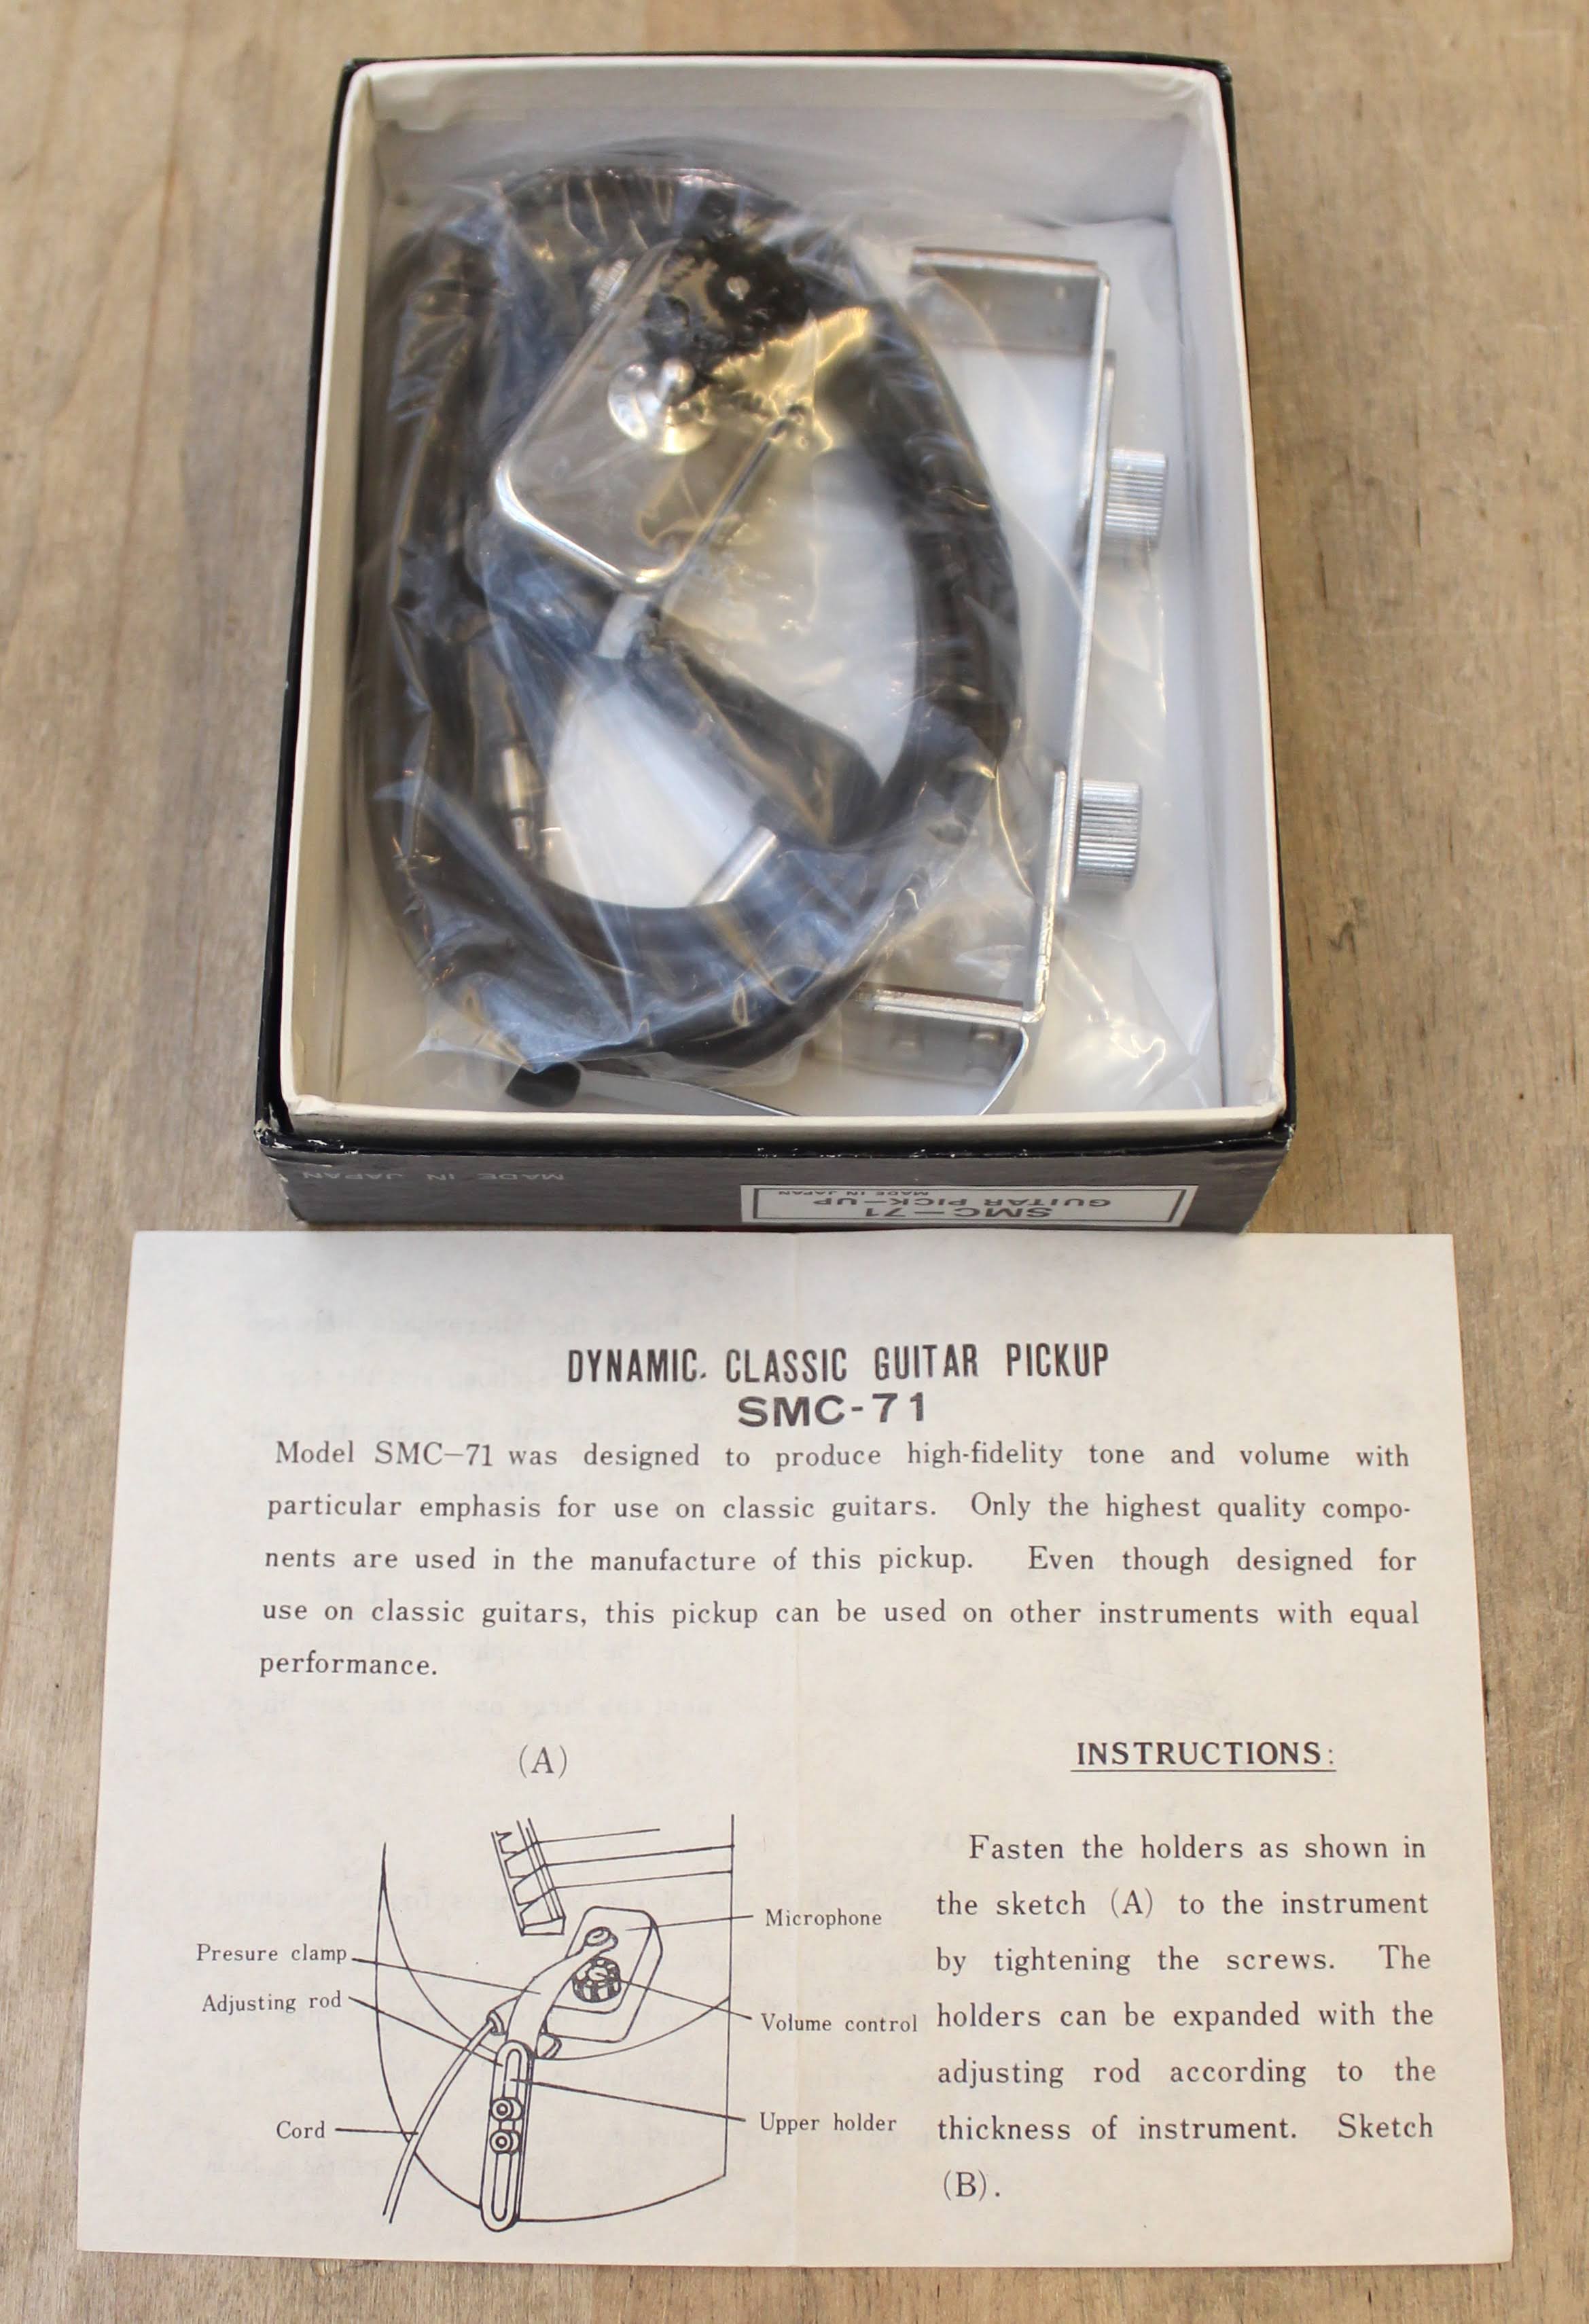 MADE IN JAPAN
SMC-71
GUITAR PICK-UP
MADE IN JAPAN
DYNAMIC. CLASSIC GUITAR PICKUP
SMC-71
Model SMC-71 was designed to produce high-fidelity tone and volume with
particular emphasis for use on classic guitars. Only the highest quality compo-
nents are used in the manufacture of this pickup. Even though designed for
use on classic guitars, this pickup can be used on other instruments with equal
performance.
(A)
Microphone
Presure clamp
Adjusting rod
Volume control
Upper holder
Cord
INSTRUCTIONS:
Fasten the holders as shown in
the sketch (A) to the instrument
by tightening the screws. The
holders can be expanded with the
adjusting rod according to the
thickness of instrument. Sketch
(B).